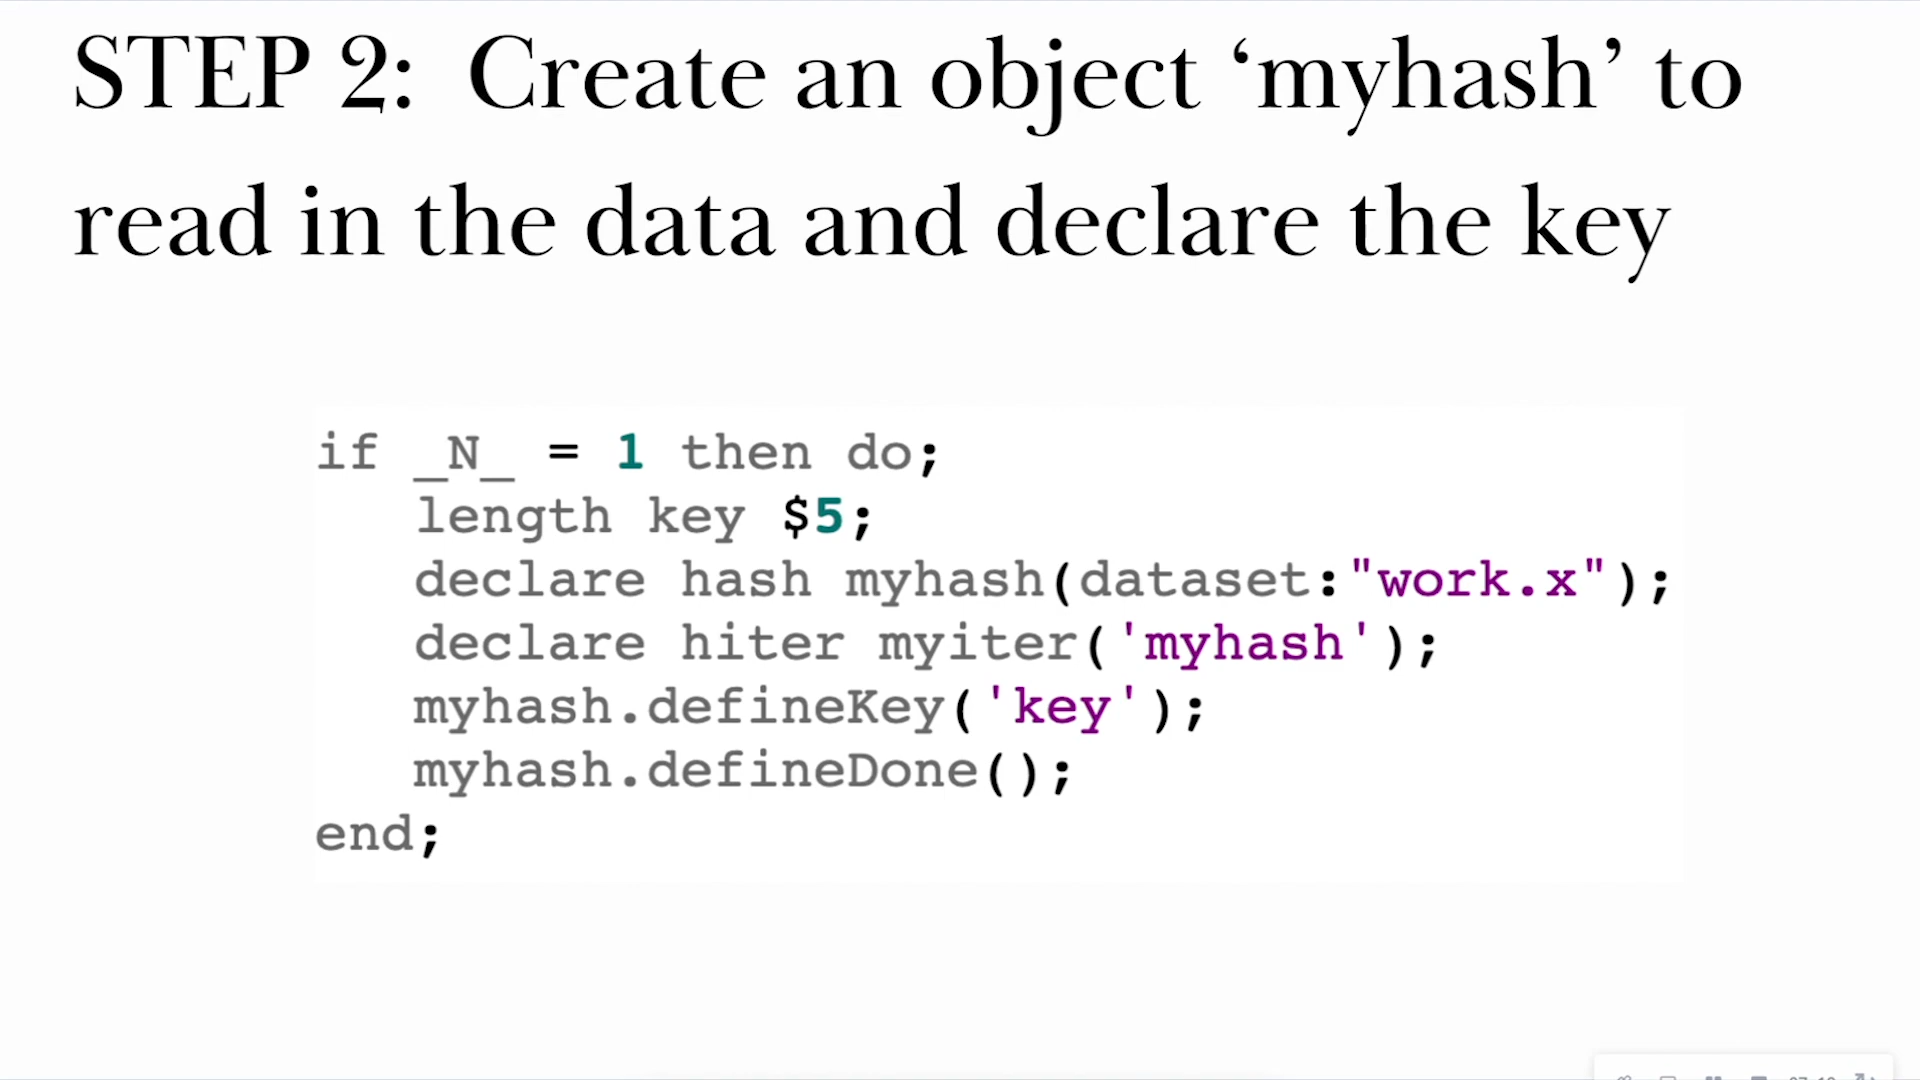 STEP 2: Create an object ‘myhash’ to
read in the data and declare the key
if _N_ = 1 then do;
length key $5;
declare hash myhash(dataset:"work.x");
declare hiter myiter('myhash');
myhash.defineKey('key');
myhash.defineDone();
end;